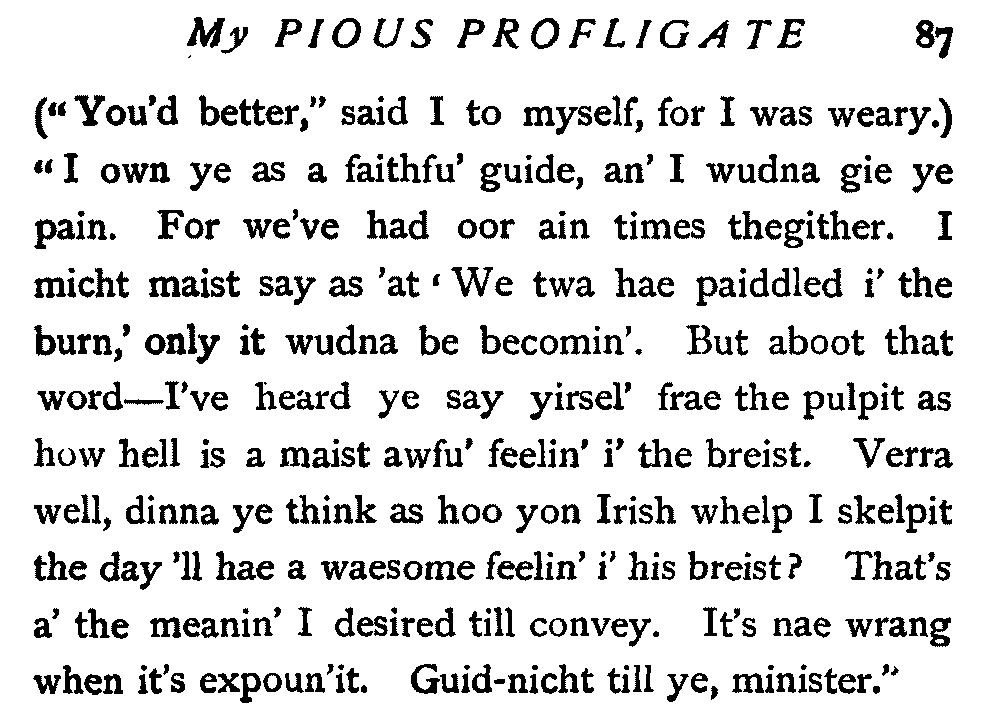 My PIOUS PROFLIGATE 87
(“You’d better,” said I to myself, for I was weary.)
“I own ye as a faithfu’ guide, an’ I wudna gie ye
pain. For we’ve had oor ain times thegither. I
micht maist say as ’at ‘We twa hae paiddled i’ the
burn,’ only it wudna be becomin’. But aboot that
word—I’ve heard ye say yirsel’ frae the pulpit as
how hell is a maist awfu’ feelin’ i’ the breist. Verra
well, dinna ye think as hoo yon Irish whelp I skelpit
the day ’ll hae a waesome feelin’ i’ his breist? That’s
a’ the meanin’ I desired till convey. It’s nae wrang
when it’s expoun’it. Guid-nicht till ye, minister.”